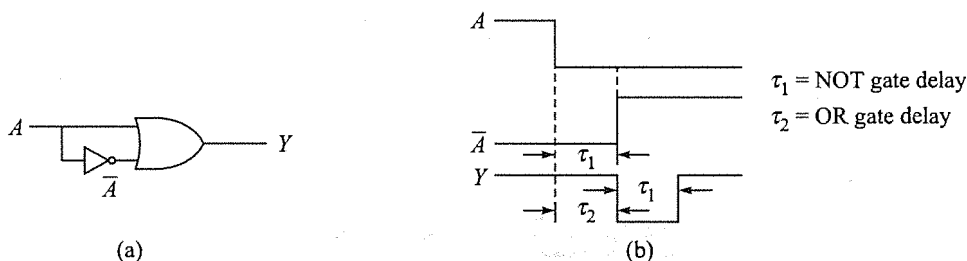 A
Y
A̅
(a)
A
τ₁ = NOT gate delay
τ₂ = OR gate delay
A̅
τ₁
Y
τ₁
τ₂
(b)